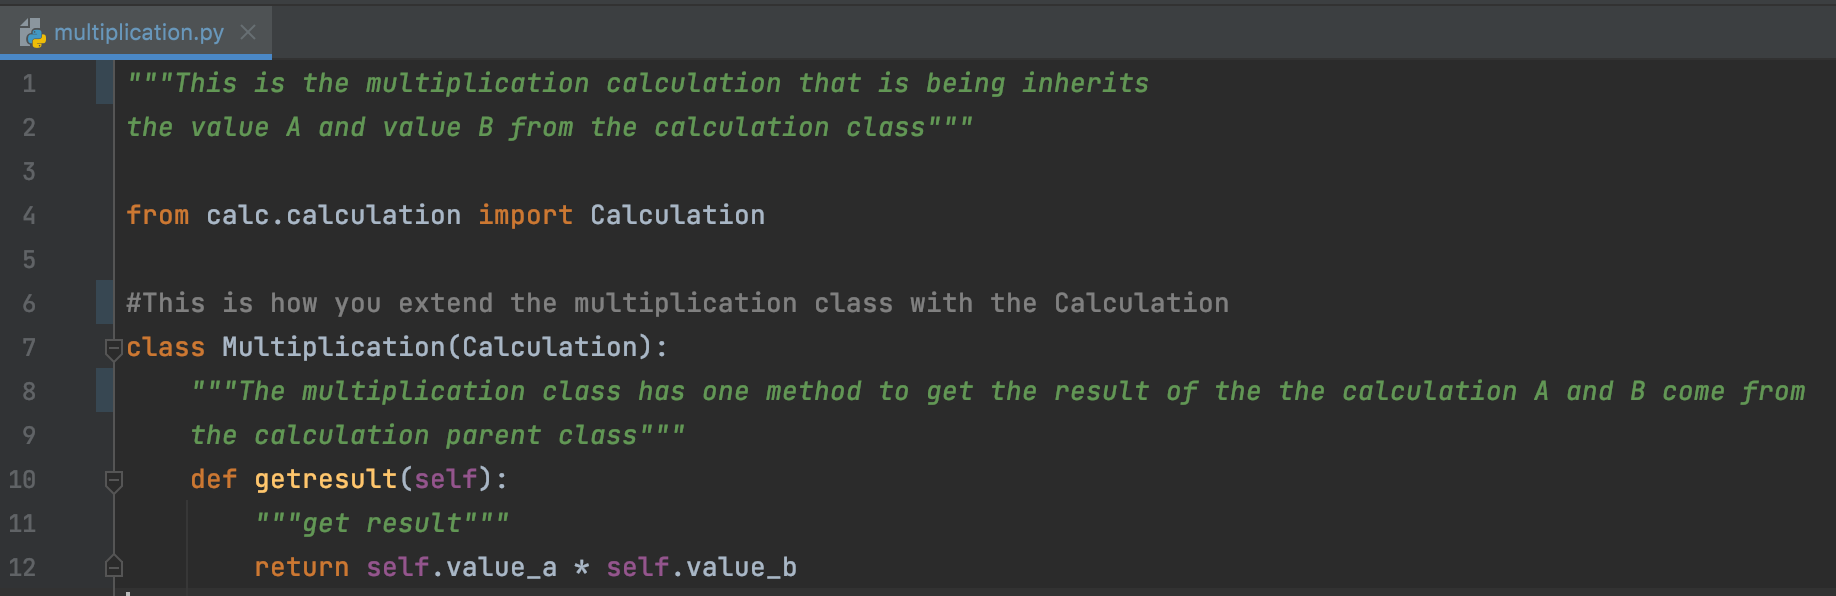 multiplication.py
1 """This is the multiplication calculation that is being inherits
2 the value A and value B from the calculation class"""
3
4 from calc.calculation import Calculation
5
6 #This is how you extend the multiplication class with the Calculation
7 class Multiplication(Calculation):
8     """The multiplication class has one method to get the result of the the calculation A and B come from
9     the calculation parent class"""
10     def getresult(self):
11         """get result"""
12         return self.value_a * self.value_b